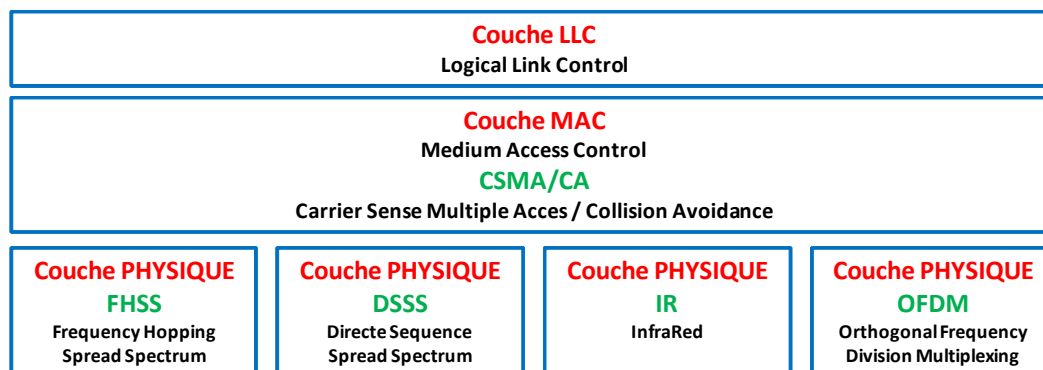 Couche LLC
Logical Link Control
Couche MAC
Medium Access Control
CSMA/CA
Carrier Sense Multiple Acces / Collision Avoidance
Couche PHYSIQUE
FHSS
Frequency Hopping
Spread Spectrum
Couche PHYSIQUE
DSSS
Directe Sequence
Spread Spectrum
Couche PHYSIQUE
IR
InfraRed
Couche PHYSIQUE
OFDM
Orthogonal Frequency
Division Multiplexing